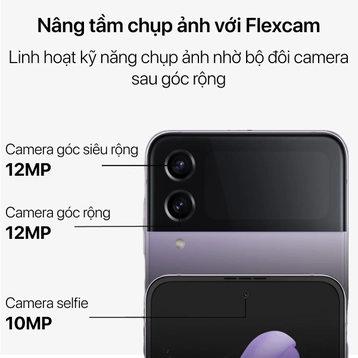 Nâng tầm chụp ảnh với Flexcam
Linh hoạt kỹ năng chụp ảnh nhờ bộ đôi camera
sau góc rộng
Camera góc siêu rộng
12MP
Camera góc rộng
12MP
Camera selfie
10MP